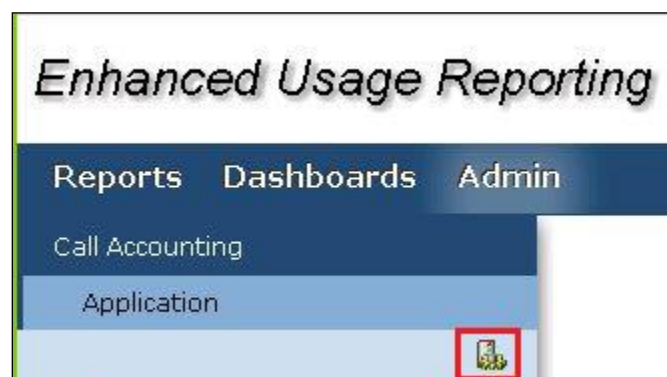 Enhanced Usage Reporting
Reports Dashboards Admin
Call Accounting
Application